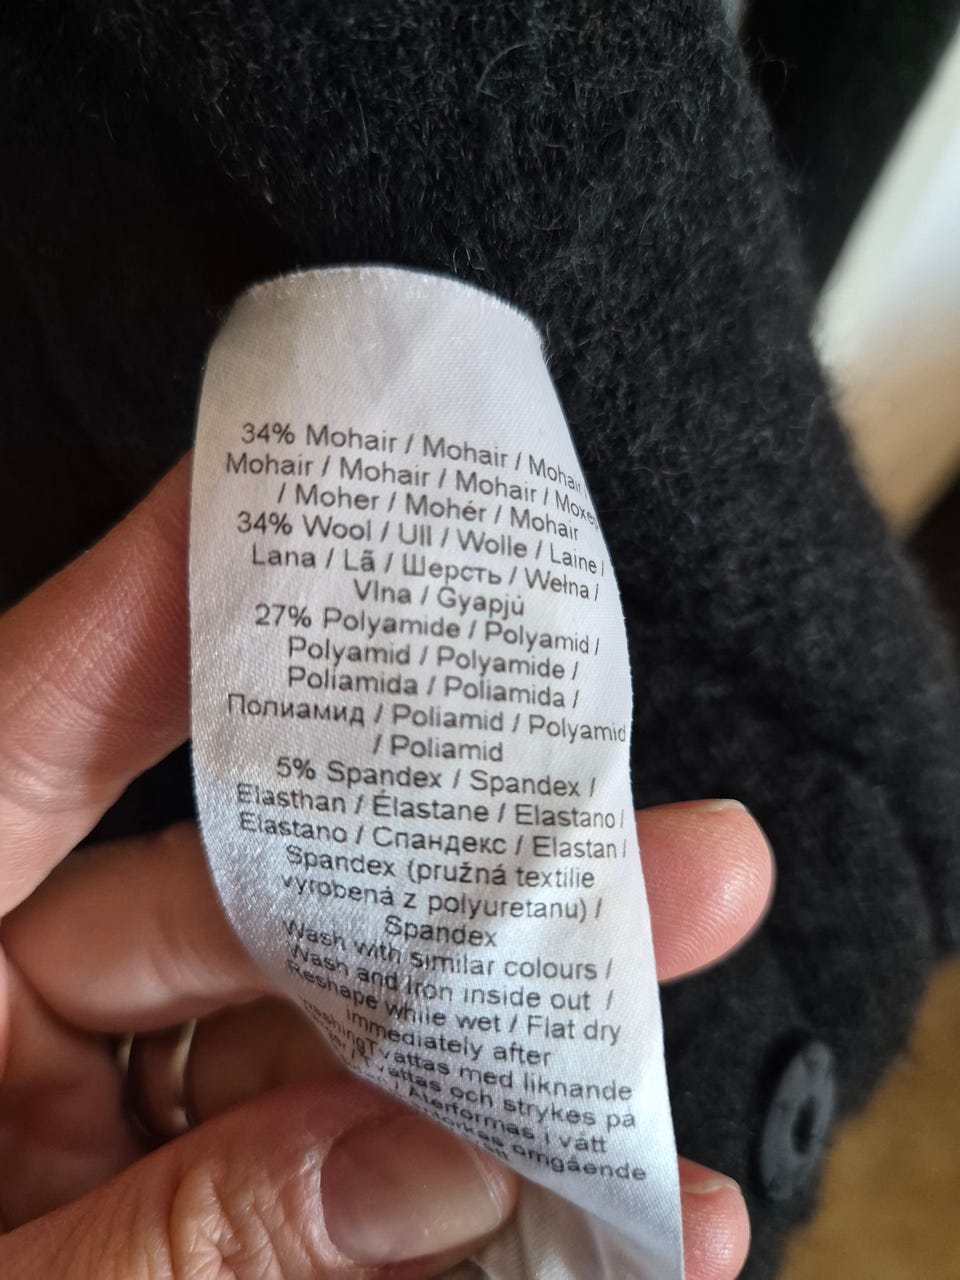 34% Mohair / Mohair / Mohair /
Mohair / Mohair / Mohair / Мохер
/ Moher / Mohér / Mohair
34% Wool / Ull / Wolle / Laine /
Lana / Lã / Шерсть / Wełna /
Vlna / Gyapjú
27% Polyamide / Polyamid /
Polyamid / Polyamide /
Poliamida / Poliamida /
Полиамид / Poliamid / Polyamid
/ Poliamid
5% Spandex / Spandex /
Elasthan / Élastane / Elastano /
Elastano / Спандекс / Elastan /
Spandex (pružná textilie
vyrobená z polyuretanu) /
Spandex
Wash with similar colours /
Wash and Iron inside out /
Reshape while wet / Flat dry
immediately after
washingTvättas med liknande
/ Tvättas och strykes på
/ Återformas i vått
omgående